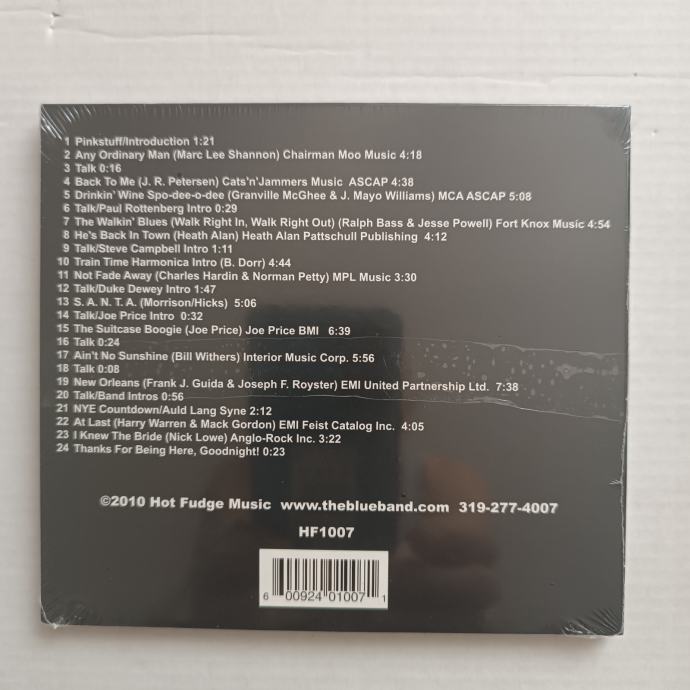 1 Pinkstuff/Introduction 1:21
2 Any Ordinary Man (Marc Lee Shannon) Chairman Moo Music 4:18
3 Talk 0:16
4 Back To Me (J. R. Petersen) Cats'n'Jammers Music ASCAP 4:38
5 Drinkin' Wine Spo-dee-o-dee (Granville McGhee & J. Mayo Williams) MCA ASCAP 5:08
6 Talk/Paul Rottenberg Intro 0:29
7 The Walkin' Blues (Walk Right In, Walk Right Out) (Ralph Bass & Jesse Powell) Fort Knox Music 4:54
8 He's Back In Town (Heath Alan) Heath Alan Pattschull Publishing 4:12
9 Talk/Steve Campbell Intro 1:11
10 Train Time Harmonica Intro (B. Dorr) 4:44
11 Not Fade Away (Charles Hardin & Norman Petty) MPL Music 3:30
12 Talk/Duke Dewey Intro 1:47
13 S. A. N. T. A. (Morrison/Hicks) 5:06
14 Talk/Joe Price Intro 0:32
15 The Suitcase Boogie (Joe Price) Joe Price BMI 6:39
16 Talk 0:24
17 Ain't No Sunshine (Bill Withers) Interior Music Corp. 5:56
18 Talk 0:08
19 New Orleans (Frank J. Guida & Joseph F. Royster) EMI United Partnership Ltd. 7:38
20 Talk/Band Intros 0:56
21 NYE Countdown/Auld Lang Syne 2:12
22 At Last (Harry Warren & Mack Gordon) EMI Feist Catalog Inc. 4:05
23 I Knew The Bride (Nick Lowe) Anglo-Rock Inc. 3:22
24 Thanks For Being Here, Goodnight! 0:23
©2010 Hot Fudge Music www.theblueband.com 319-277-4007
HF1007
6 00924 01007 1